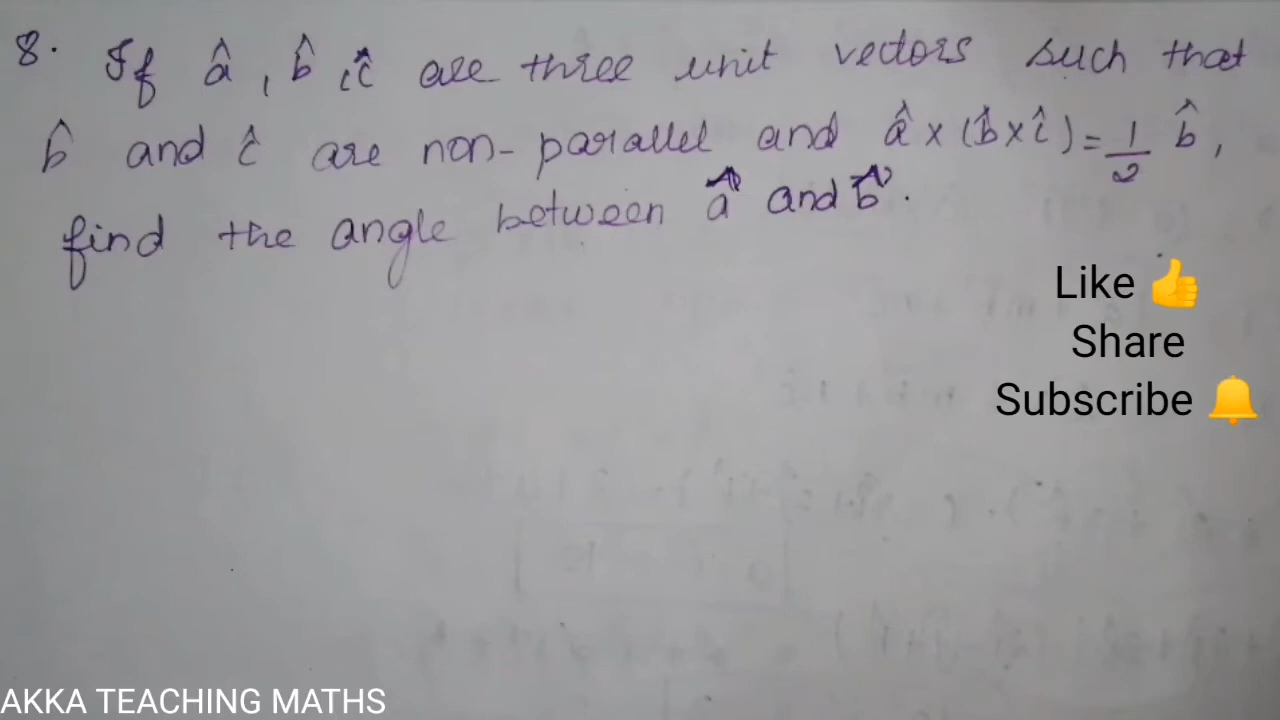 8. If â, b̂, ĉ are three unit vectors such that
b̂ and ĉ are non-parallel and â × (b̂ × ĉ) = 1/2 b̂,
find the angle between a⃗ and b⃗.
Like 👍
Share
Subscribe 🔔
AKKA TEACHING MATHS